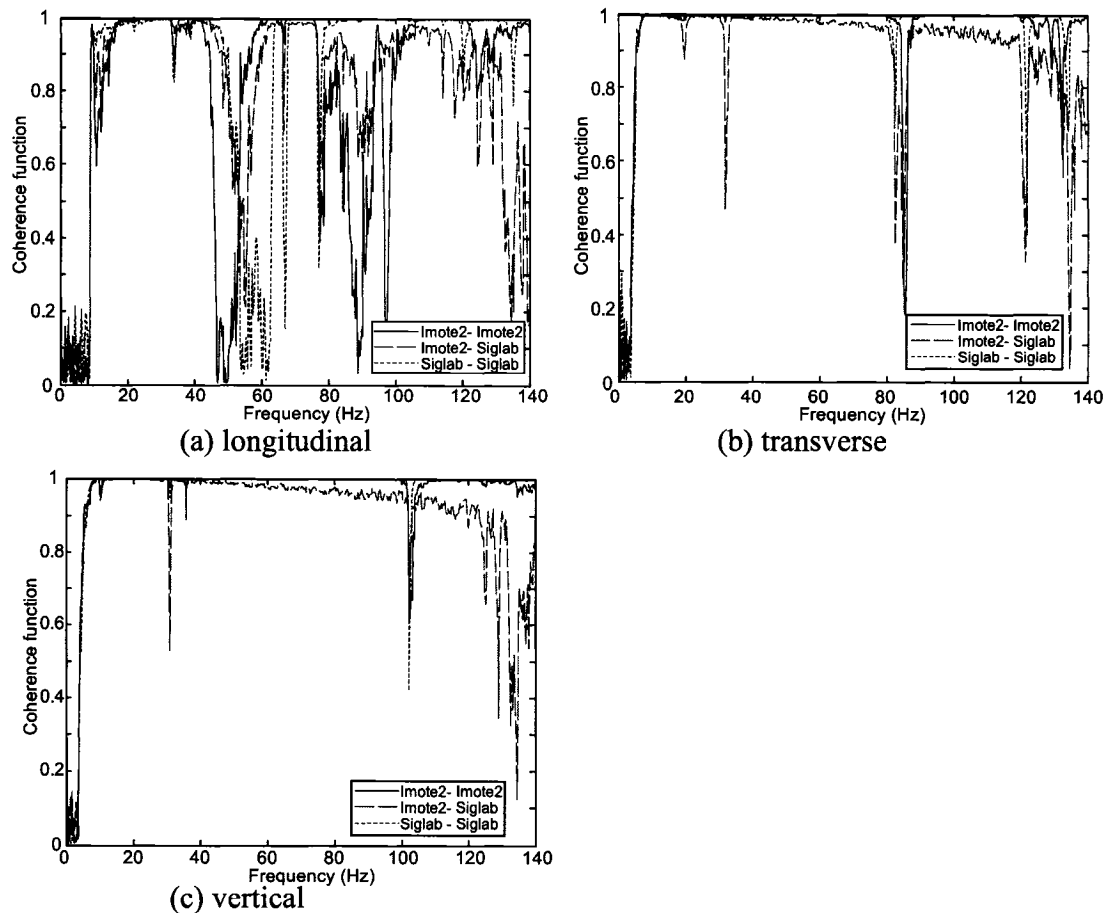 1
0.8
0.6
0.4
0.2
0
Coherence function
0 20 40 60 80 100 120 140
Frequency (Hz)
Imote2- Imote2
Imote2- Siglab
Siglab - Siglab
(a) longitudinal
1
0.8
0.6
0.4
0.2
0
Coherence function
0 20 40 60 80 100 120 140
Frequency (Hz)
Imote2- Imote2
Imote2- Siglab
Siglab - Siglab
(b) transverse
1
0.8
0.6
0.4
0.2
0
Coherence function
0 20 40 60 80 100 120 140
Frequency (Hz)
Imote2- Imote2
Imote2- Siglab
Siglab - Siglab
(c) vertical